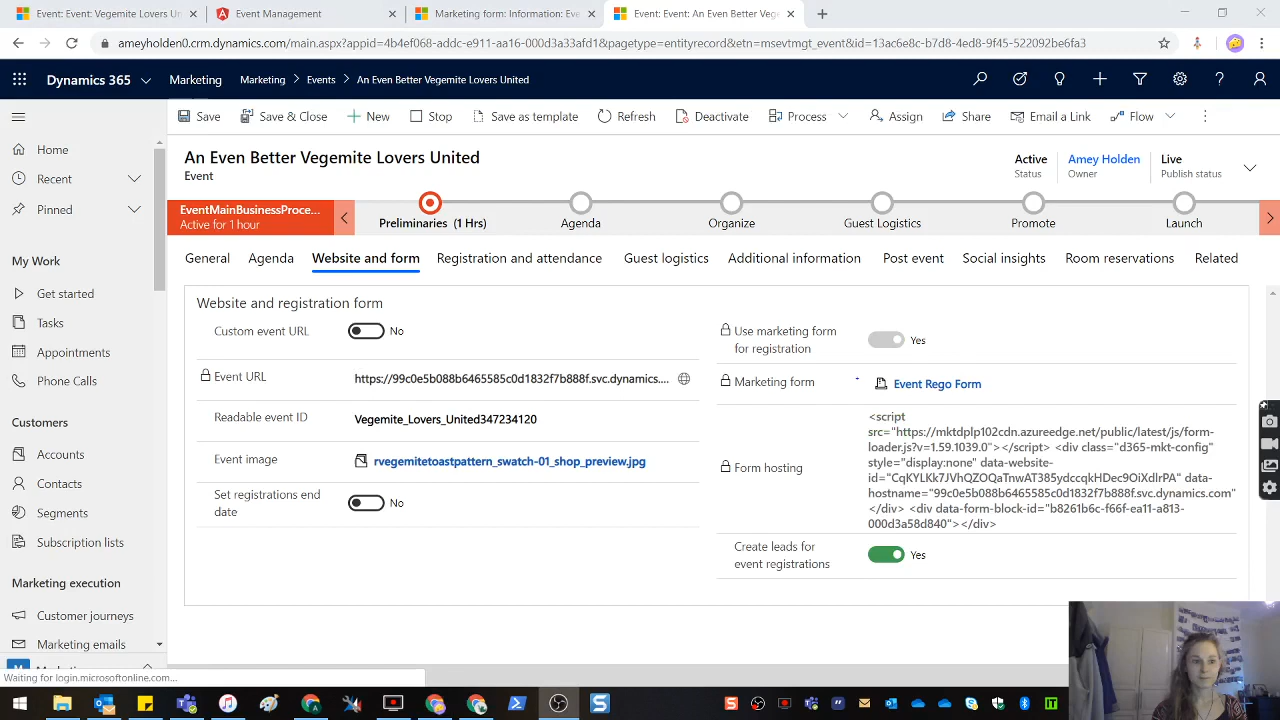 Event: Event: Vegemite Lovers Un
Event Management
Marketing form: Information: Eve
Event: Event: An Even Better Vege
ameyholden0.crm.dynamics.com/main.aspx?appid=4b4ef068-addc-e911-aa16-000d3a33afd1&pagetype=entityrecord&etn=msevtmgt_event&id=13ac6e8c-b7d8-4ed8-9f45-522092be6fa3
Dynamics 365
Marketing
Marketing > Events > An Even Better Vegemite Lovers United
Save
Save & Close
New
Stop
Save as template
Refresh
Deactivate
Process
Assign
Share
Email a Link
Flow
An Even Better Vegemite Lovers United
Event
Active
Status
Amey Holden
Owner
Live
Publish status
EventMainBusinessProce...
Active for 1 hour
Preliminaries (1 Hrs)
Agenda
Organize
Guest Logistics
Promote
Launch
General
Agenda
Website and form
Registration and attendance
Guest logistics
Additional information
Post event
Social insights
Room reservations
Related
Home
Recent
Pinned
My Work
Get started
Tasks
Appointments
Phone Calls
Customers
Accounts
Contacts
Segments
Subscription lists
Marketing execution
Customer journeys
Marketing emails
Website and registration form
Custom event URL
No
Event URL
https://99c0e5b088b6465585c0d1832f7b888f.svc.dynamics....
Readable event ID
Vegemite_Lovers_United347234120
Event image
rvegemitetoastpattern_swatch-01_shop_preview.jpg
Set registrations end
date
No
Use marketing form
for registration
Yes
Marketing form
Event Rego Form
Form hosting
<script
src="https://mktdplp102cdn.azureedge.net/public/latest/js/form-
loader.js?v=1.59.1039.0"></script> <div class="d365-mkt-config"
style="display:none" data-website-
id="CqKYLKk7JVhQZOQaTnwAT385ydccqkHDec9OiXdlrPA" data-
hostname="99c0e5b088b6465585c0d1832f7b888f.svc.dynamics.com"
</div> <div data-form-block-id="b8261b6c-f66f-ea11-a813-
000d3a58d840"></div>
Create leads for
event registrations
Yes
Waiting for login.microsoftonline.com...